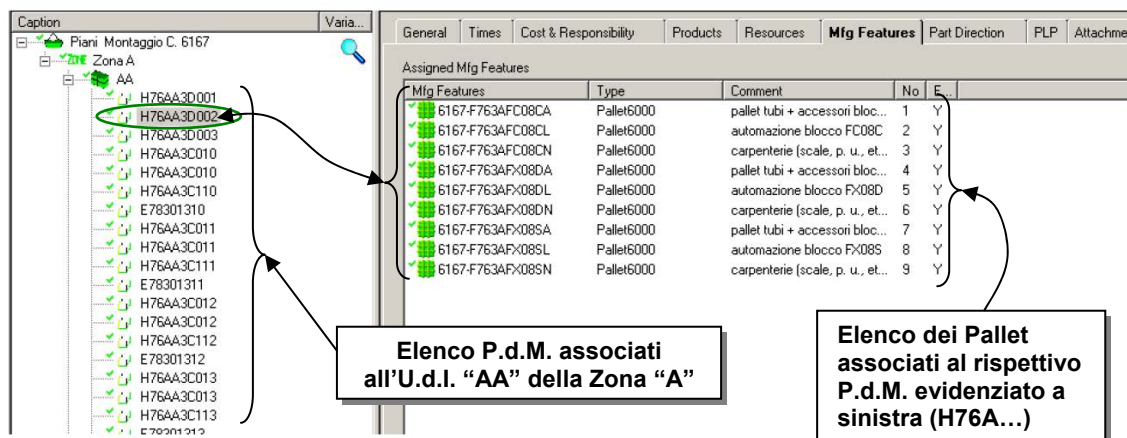 Caption
Varia...
Piani Montaggio C. 6167
ZONE Zona A
AA
H76AA3D001
H76AA3D002
H76AA3D003
H76AA3C010
H76AA3C010
H76AA3C110
E78301310
H76AA3C011
H76AA3C011
H76AA3C111
E78301311
H76AA3C012
H76AA3C012
H76AA3C112
E78301312
H76AA3C013
H76AA3C013
H76AA3C113
E78301313
General Times Cost & Responsibility Products Resources Mfg Features Part Direction PLP Attachme
Assigned Mfg Features
Mfg Features Type Comment No E...
6167-F763AFC08CA Pallet6000 pallet tubi + accessori bloc... 1 Y
6167-F763AFC08CL Pallet6000 automazione blocco FC08C 2 Y
6167-F763AFC08CN Pallet6000 carpenterie (scale, p. u., et... 3 Y
6167-F763AFX08DA Pallet6000 pallet tubi + accessori bloc... 4 Y
6167-F763AFX08DL Pallet6000 automazione blocco FX08D 5 Y
6167-F763AFX08DN Pallet6000 carpenterie (scale, p. u., et... 6 Y
6167-F763AFX08SA Pallet6000 pallet tubi + accessori bloc... 7 Y
6167-F763AFX08SL Pallet6000 automazione blocco FX08S 8 Y
6167-F763AFX08SN Pallet6000 carpenterie (scale, p. u., et... 9 Y
Elenco P.d.M. associati
all'U.d.I. “AA” della Zona “A”
Elenco dei Pallet
associati al rispettivo
P.d.M. evidenziato a
sinistra (H76A…)